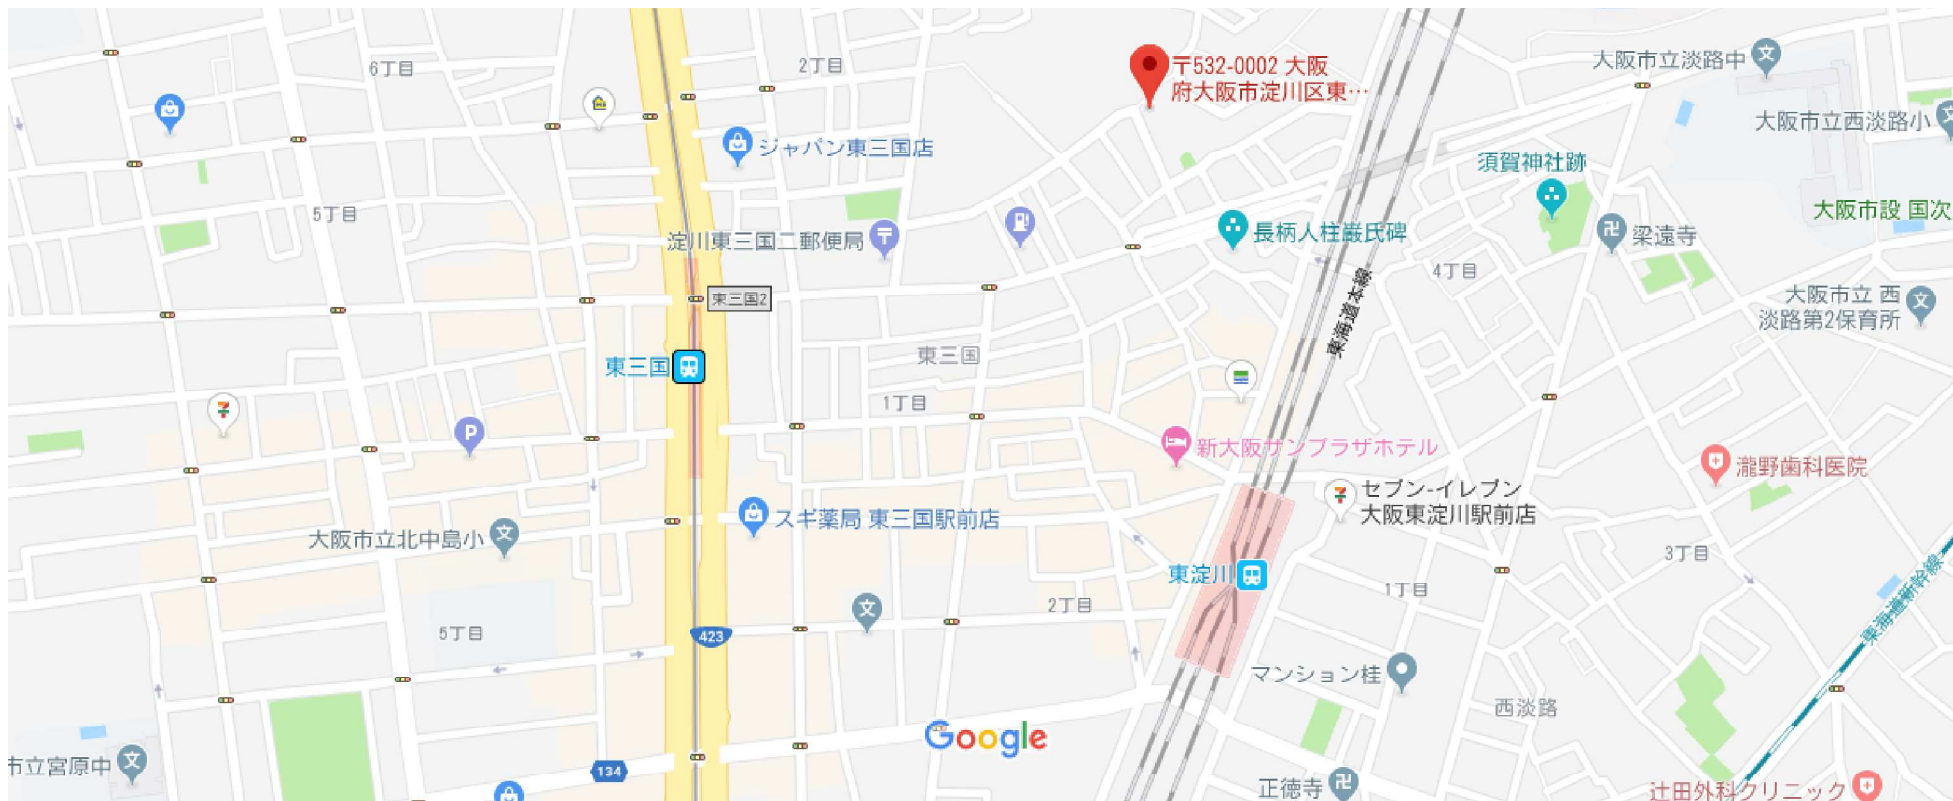 6丁目
2丁目
〒532-0002 大阪
府大阪市淀川区東…
大阪市立淡路中
大阪市立西淡路小
ジャパン東三国店
須賀神社跡
5丁目
大阪市設 国次
淀川東三国二郵便局
長柄人柱巌氏碑
梁遠寺
4丁目
東三国2
大阪市立 西
淡路第2保育所
東海道本線
東三国
東三国
1丁目
P
新大阪サンプラザホテル
瀧野歯科医院
セブン-イレブン
大阪東淀川駅前店
スギ薬局 東三国駅前店
大阪市立北中島小
文
3丁目
東淀川
1丁目
2丁目
東海道新幹線
5丁目
423
文
マンション桂
西淡路
Google
市立宮原中
文
134
正徳寺
辻田外科クリニック